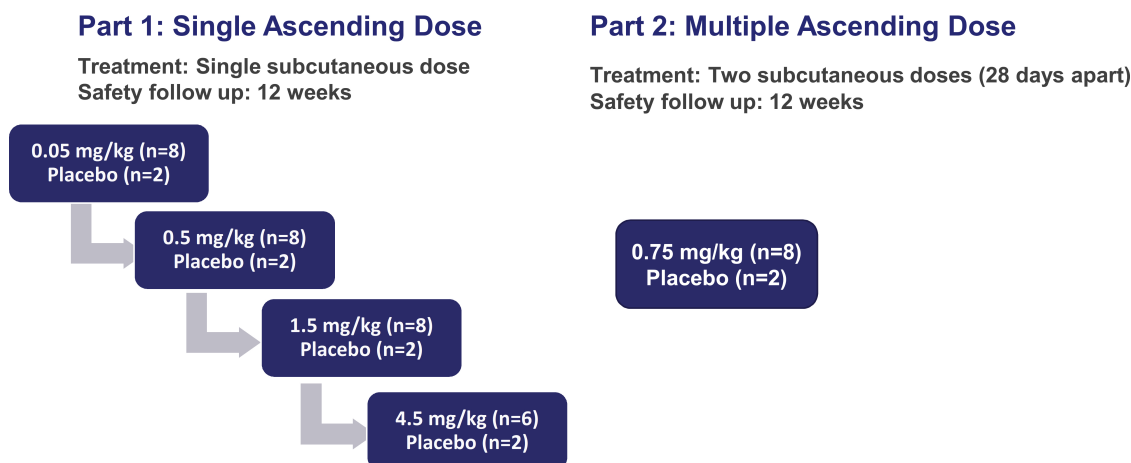 Part 1: Single Ascending Dose
Treatment: Single subcutaneous dose
Safety follow up: 12 weeks
0.05 mg/kg (n=8)
Placebo (n=2)
0.5 mg/kg (n=8)
Placebo (n=2)
1.5 mg/kg (n=8)
Placebo (n=2)
4.5 mg/kg (n=6)
Placebo (n=2)
Part 2: Multiple Ascending Dose
Treatment: Two subcutaneous doses (28 days apart)
Safety follow up: 12 weeks
0.75 mg/kg (n=8)
Placebo (n=2)